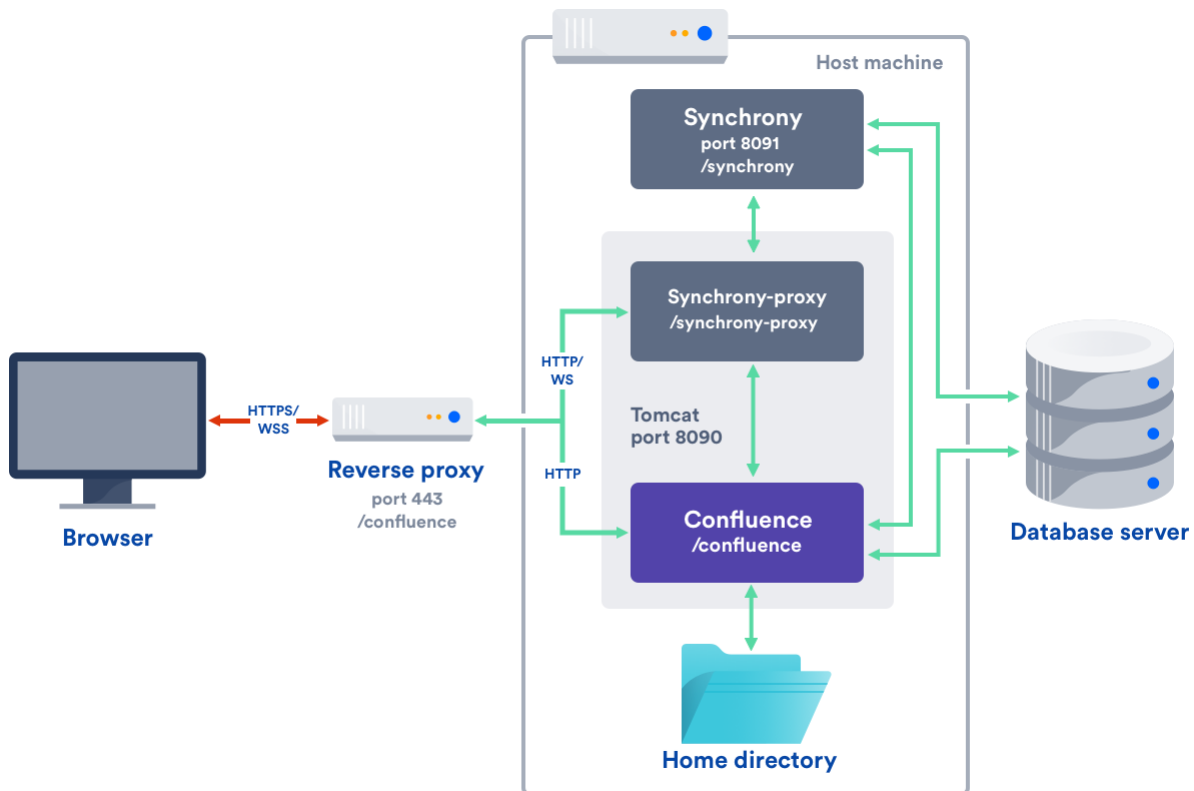 Host machine
Synchrony
port 8091
/synchrony
Synchrony-proxy
/synchrony-proxy
HTTP/
WS
HTTPS/
WSS
Tomcat
port 8090
HTTP
Reverse proxy
port 443
/confluence
Browser
Confluence
/confluence
Database server
Home directory